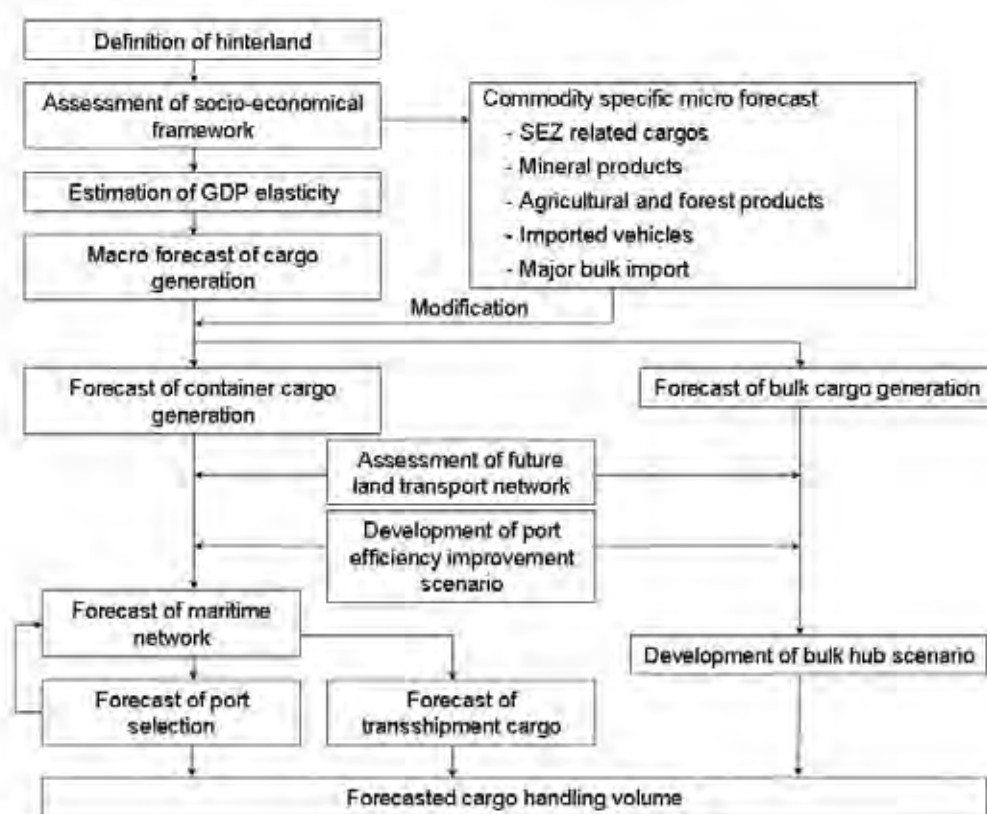 Definition of hinterland
Assessment of socio-economical
framework
Estimation of GDP elasticity
Macro forecast of cargo
generation
Commodity specific micro forecast
- SEZ related cargos
- Mineral products
- Agricultural and forest products
- Imported vehicles
- Major bulk import
Modification
Forecast of container cargo
generation
Forecast of bulk cargo generation
Assessment of future
land transport network
Development of port
efficiency improvement
scenario
Forecast of maritime
network
Development of bulk hub scenario
Forecast of port
selection
Forecast of
transshipment cargo
Forecasted cargo handling volume